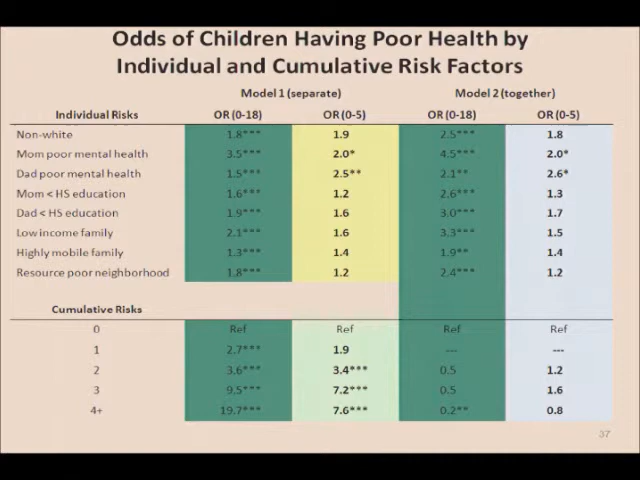 Odds of Children Having Poor Health by
Individual and Cumulative Risk Factors
Model 1 (separate) Model 2 (together)
Individual Risks OR (0-18) OR (0-5) OR (0-18) OR (0-5)
Non-white 1.8*** 1.9 2.5*** 1.8
Mom poor mental health 3.5*** 2.0* 4.5*** 2.0*
Dad poor mental health 1.5*** 2.5** 2.1** 2.6*
Mom < HS education 1.6*** 1.2 2.6*** 1.3
Dad < HS education 1.9*** 1.6 3.0*** 1.7
Low income family 2.1*** 1.6 3.3*** 1.5
Highly mobile family 1.3*** 1.4 1.9** 1.4
Resource poor neighborhood 1.8*** 1.2 2.4*** 1.2
Cumulative Risks
0 Ref Ref Ref Ref
1 2.7*** 1.9 --- ---
2 3.6*** 3.4*** 0.5 1.2
3 9.5*** 7.2*** 0.5 1.6
4+ 19.7*** 7.6*** 0.2** 0.8
37